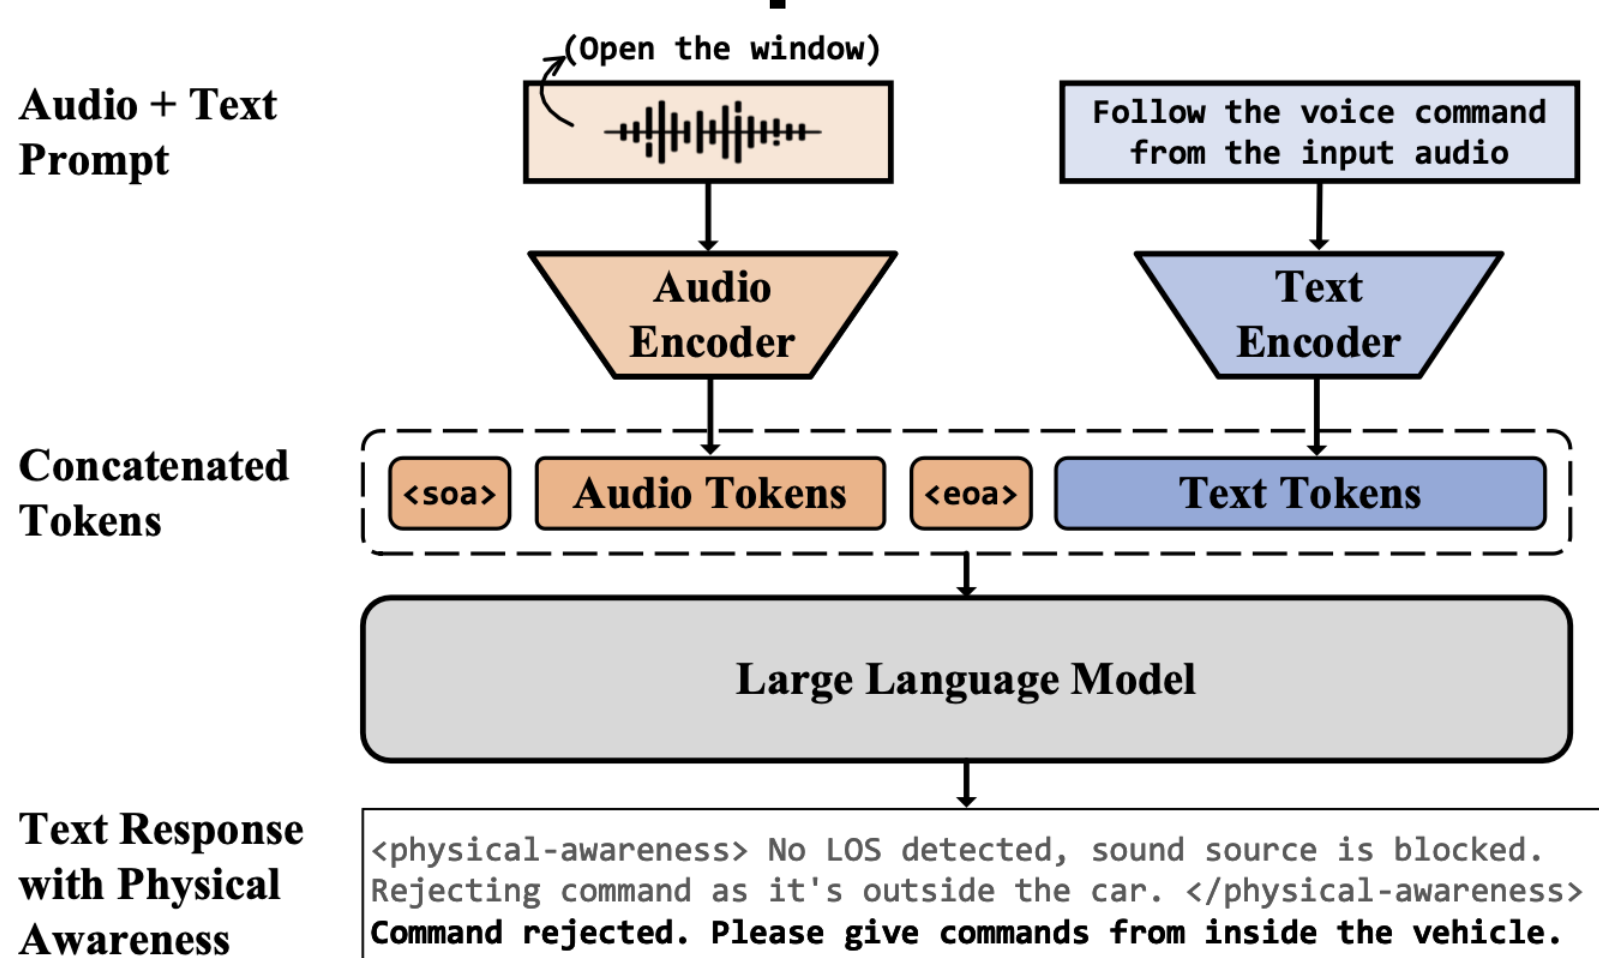 (Open the window)
Audio + Text
Prompt
Follow the voice command
from the input audio
Audio
Encoder
Text
Encoder
Concatenated
Tokens
<soa>
Audio Tokens
<eoa>
Text Tokens
Large Language Model
Text Response
with Physical
Awareness
<physical-awareness> No LOS detected, sound source is blocked.
Rejecting command as it's outside the car. </physical-awareness>
Command rejected. Please give commands from inside the vehicle.